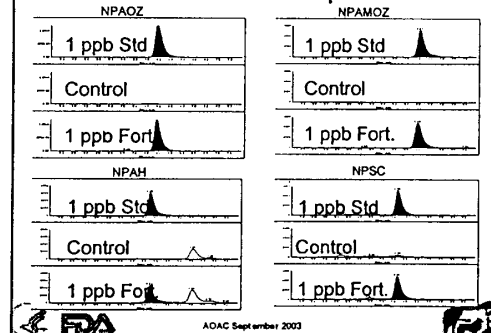 NPAOZ
1 ppb Std
Control
1 ppb Fort.
NPAMOZ
1 ppb Std
Control
1 ppb Fort.
NPAH
1 ppb Std
Control
1 ppb Fort.
NPSC
1 ppb Std
Control
1 ppb Fort.
FDA
AOAC September 2003